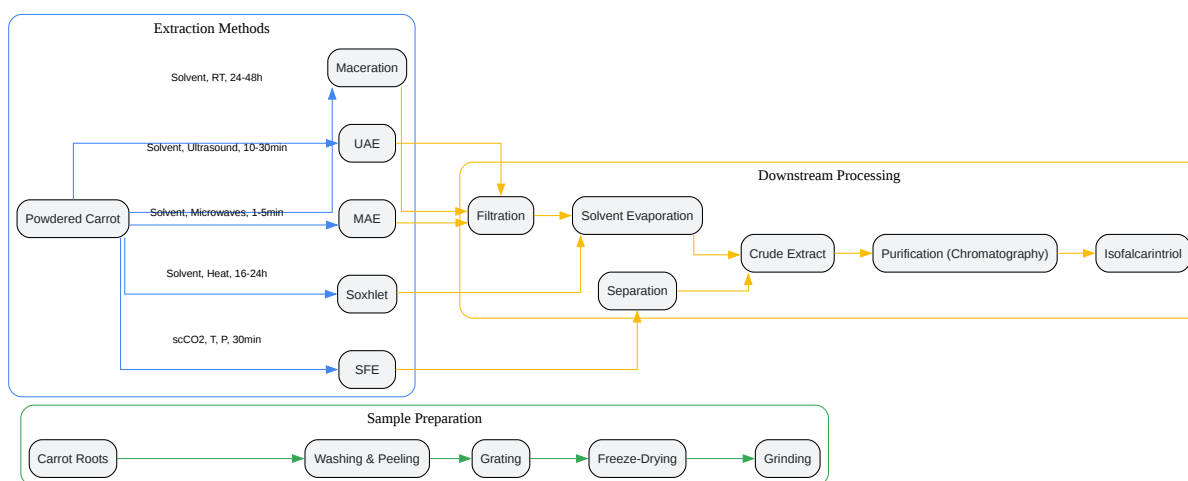 Extraction Methods
Solvent, RT, 24-48h
Maceration
Solvent, Ultrasound, 10-30min
UAE
Powdered Carrot
Solvent, Microwaves, 1-5min
MAE
Solvent, Heat, 16-24h
Soxhlet
scCO2, T, P, 30min
SFE
Downstream Processing
Filtration
Solvent Evaporation
Separation
Crude Extract
Purification (Chromatography)
Isofalcarintriol
Sample Preparation
Carrot Roots
Washing & Peeling
Grating
Freeze-Drying
Grinding